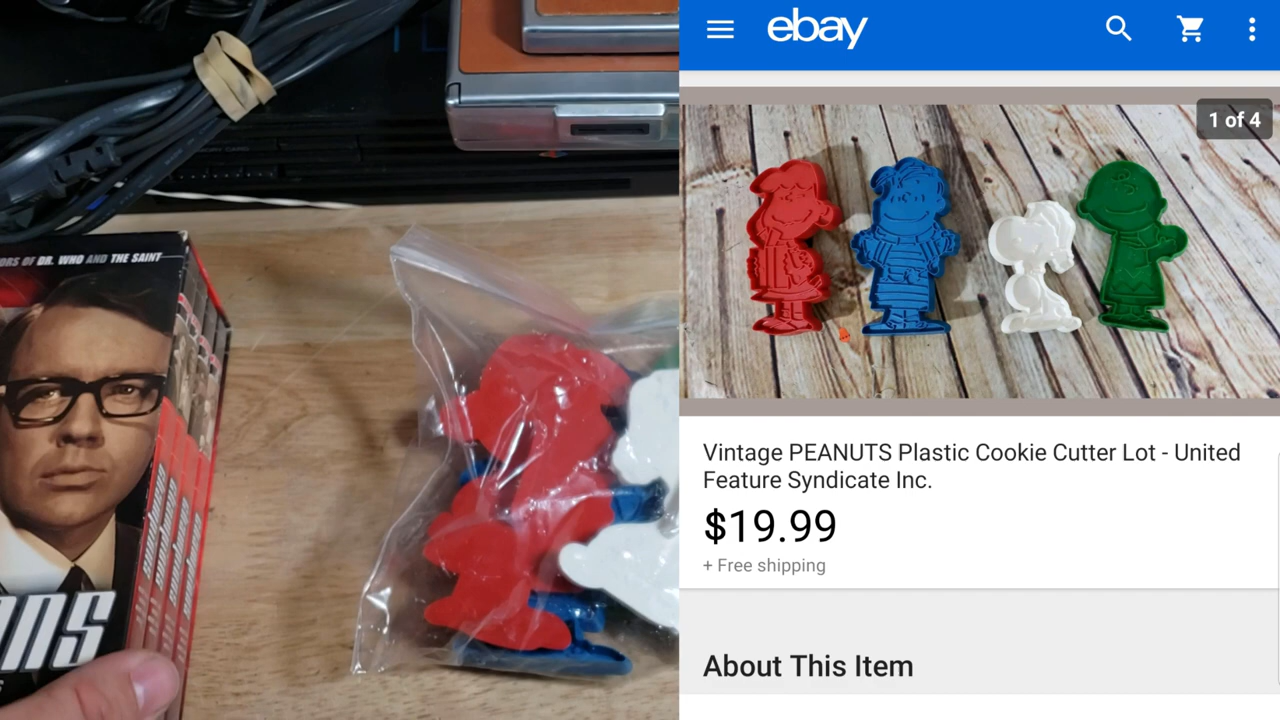 ORS OF DR. WHO AND THE SAINT
NS
ebay
1 of 4
Vintage PEANUTS Plastic Cookie Cutter Lot - United
Feature Syndicate Inc.
$19.99
+ Free shipping
About This Item